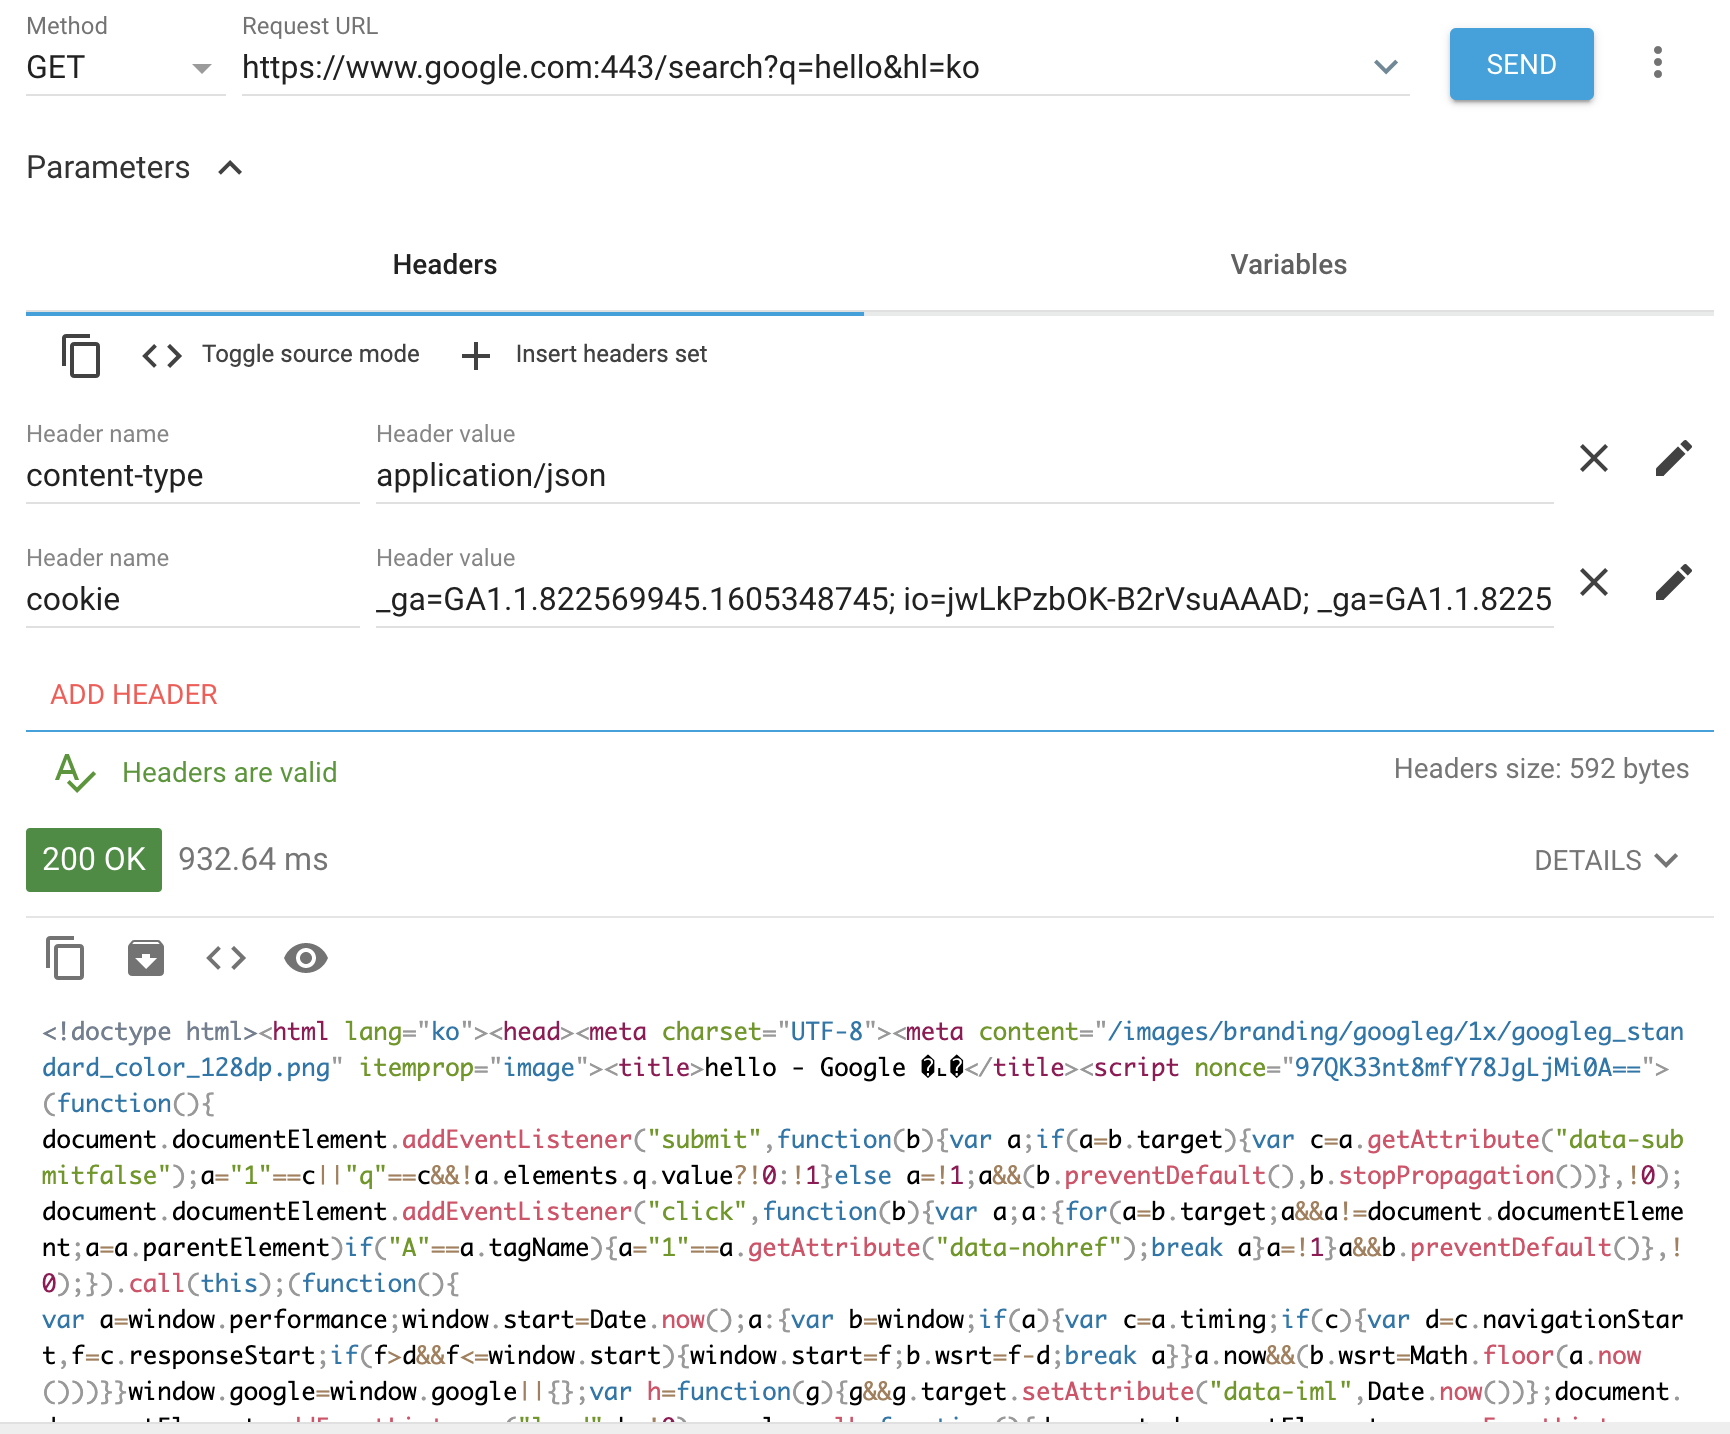 Method
Request URL
GET
https://www.google.com:443/search?q=hello&hl=ko
SEND
Parameters
Headers
Variables
Toggle source mode
Insert headers set
Header name
Header value
content-type
application/json
Header name
Header value
cookie
_ga=GA1.1.822569945.1605348745; io=jwLkPzbOK-B2rVsuAAAD; _ga=GA1.1.8225
ADD HEADER
Headers are valid
Headers size: 592 bytes
200 OK
932.64 ms
DETAILS
<!doctype html><html lang="ko"><head><meta charset="UTF-8"><meta content="/images/branding/googleg/1x/googleg_stan
dard_color_128dp.png" itemprop="image"><title>hello - Google �˻�</title><script nonce="97QK33nt8mfY78JgLjMi0A==">
(function(){
document.documentElement.addEventListener("submit",function(b){var a;if(a=b.target){var c=a.getAttribute("data-sub
mitfalse");a="1"==c||"q"==c&&!a.elements.q.value?!0:!1}else a=!1;a&&(b.preventDefault(),b.stopPropagation())},!0);
document.documentElement.addEventListener("click",function(b){var a;a:{for(a=b.target;a&&a!=document.documentEleme
nt;a=a.parentElement)if("A"==a.tagName){a="1"==a.getAttribute("data-nohref");break a}a=!1}a&&b.preventDefault()},!
0);}).call(this);(function(){
var a=window.performance;window.start=Date.now();a:{var b=window;if(a){var c=a.timing;if(c){var d=c.navigationStar
t,f=c.responseStart;if(f>d&&f<=window.start){window.start=f;b.wsrt=f-d;break a}}a.now&&(b.wsrt=Math.floor(a.now
()))}}window.google=window.google||{};var h=function(g){g&&g.target.setAttribute("data-iml",Date.now())};document.